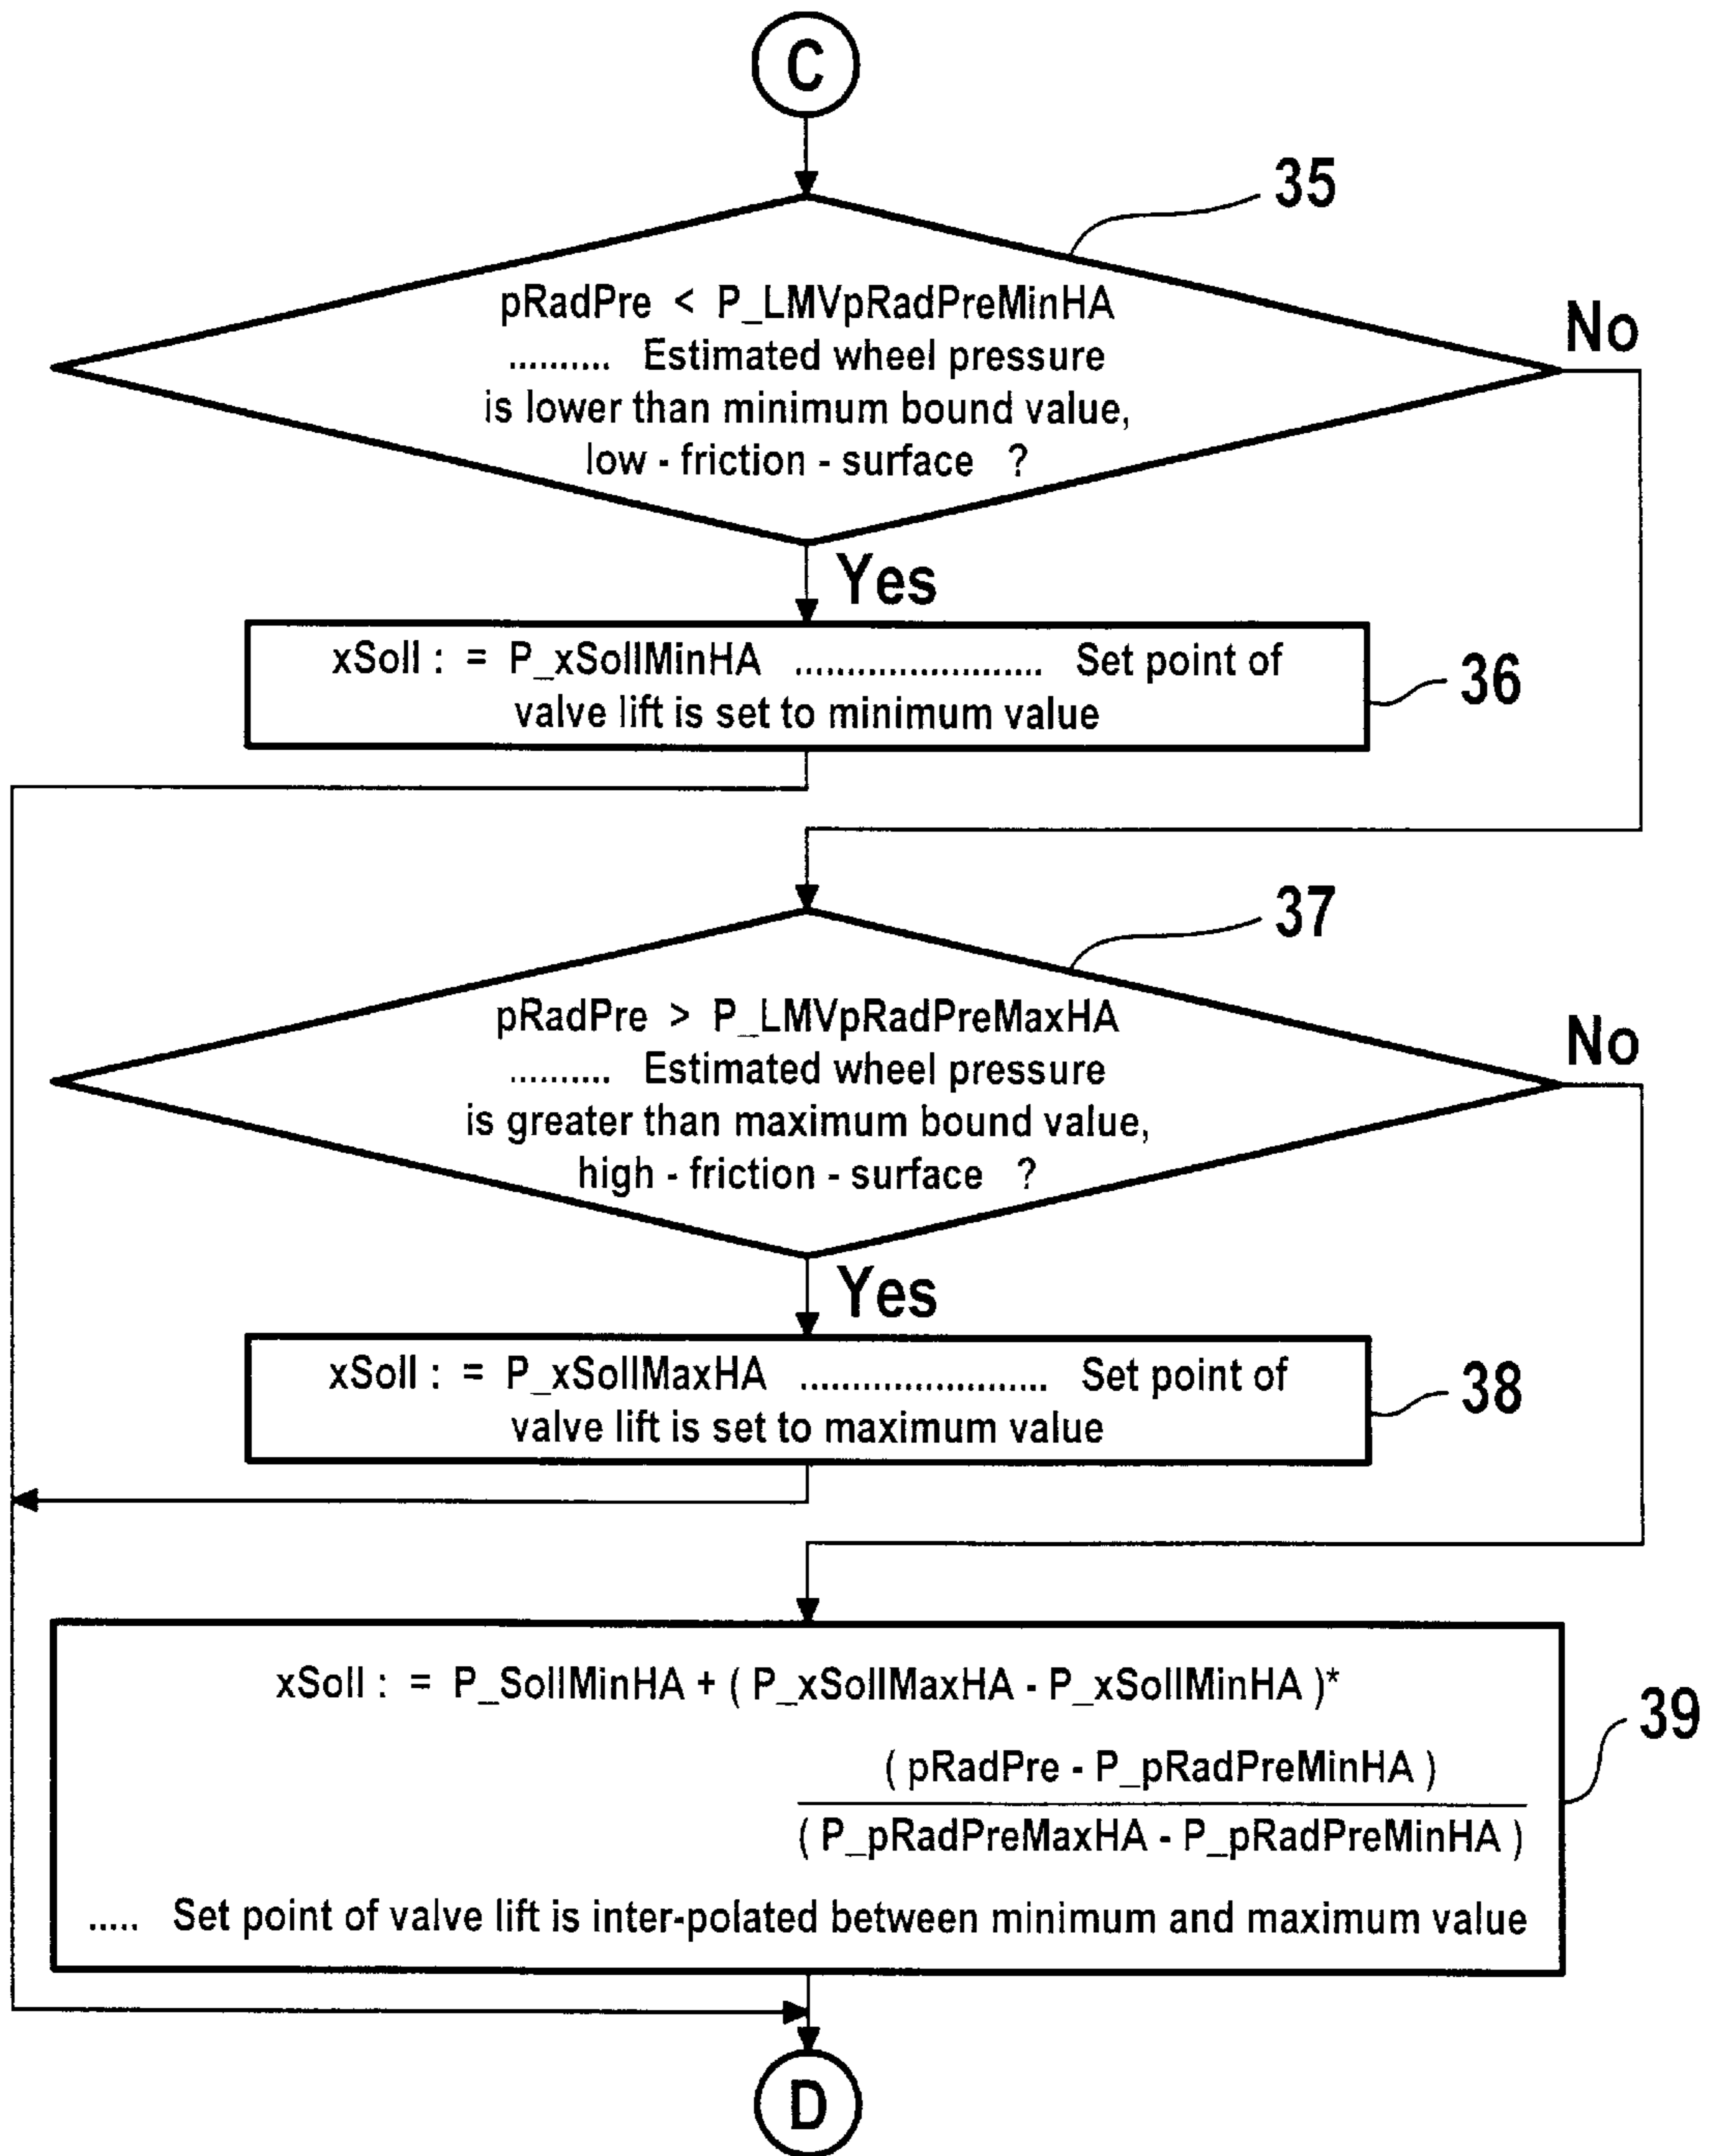 C
35
pRadPre < P_LMVpRadPreMinHA
.......... Estimated wheel pressure
is lower than minimum bound value,
low - friction - surface ?
No
Yes
xSoll : = P_xSollMinHA ........................ Set point of
valve lift is set to minimum value
36
37
pRadPre > P_LMVpRadPreMaxHA
.......... Estimated wheel pressure
is greater than maximum bound value,
high - friction - surface ?
No
Yes
xSoll : = P_xSollMaxHA ........................ Set point of
valve lift is set to maximum value
38
xSoll : = P_SollMinHA + ( P_xSollMaxHA - P_xSollMinHA )*
( pRadPre - P_pRadPreMinHA )
( P_pRadPreMaxHA - P_pRadPreMinHA )
39
..... Set point of valve lift is inter-polated between minimum and maximum value
D